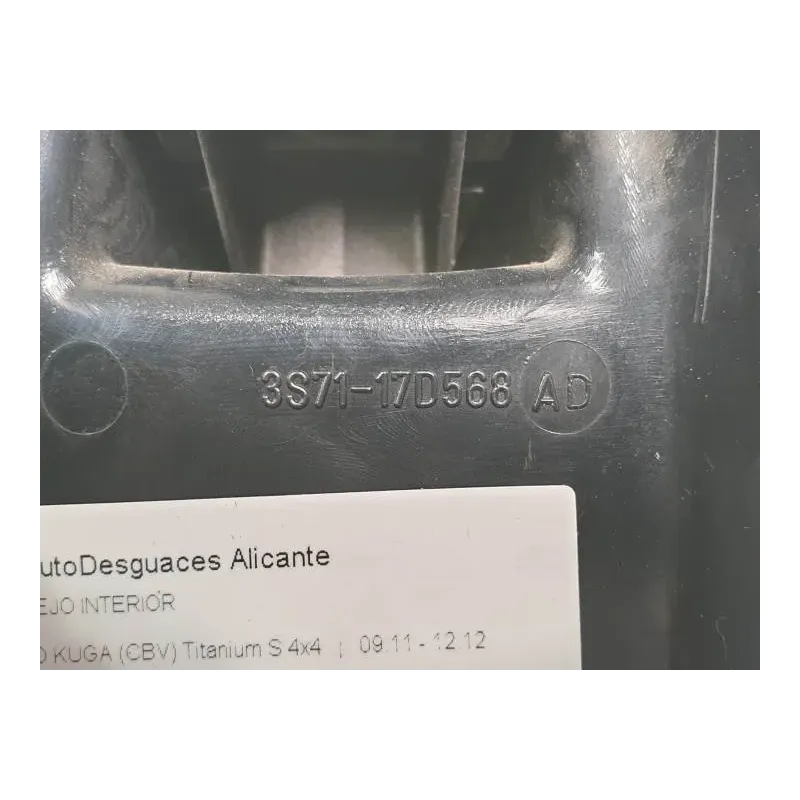 3S71-17D568 AD
utoDesguaces Alicante
EJO INTERIOR
O KUGA (CBV) Titanium S 4x4 | 09.11 - 12.12